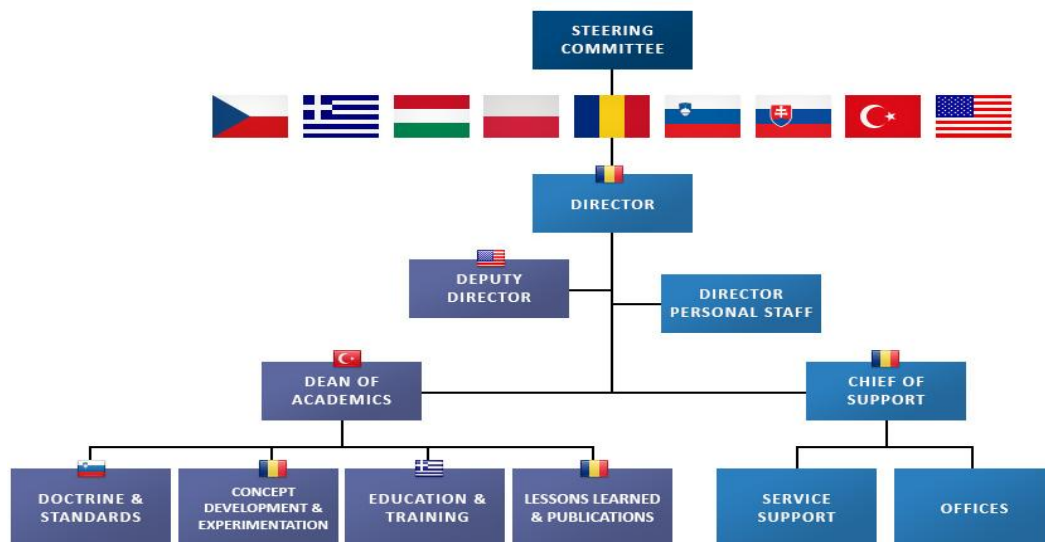 STEERING
COMMITTEE
DIRECTOR
DEPUTY
DIRECTOR
DIRECTOR
PERSONAL STAFF
DEAN OF
ACADEMICS
CHIEF OF
SUPPORT
DOCTRINE &
STANDARDS
CONCEPT
DEVELOPMENT &
EXPERIMENTATION
EDUCATION &
TRAINING
LESSONS LEARNED
& PUBLICATIONS
SERVICE
SUPPORT
OFFICES